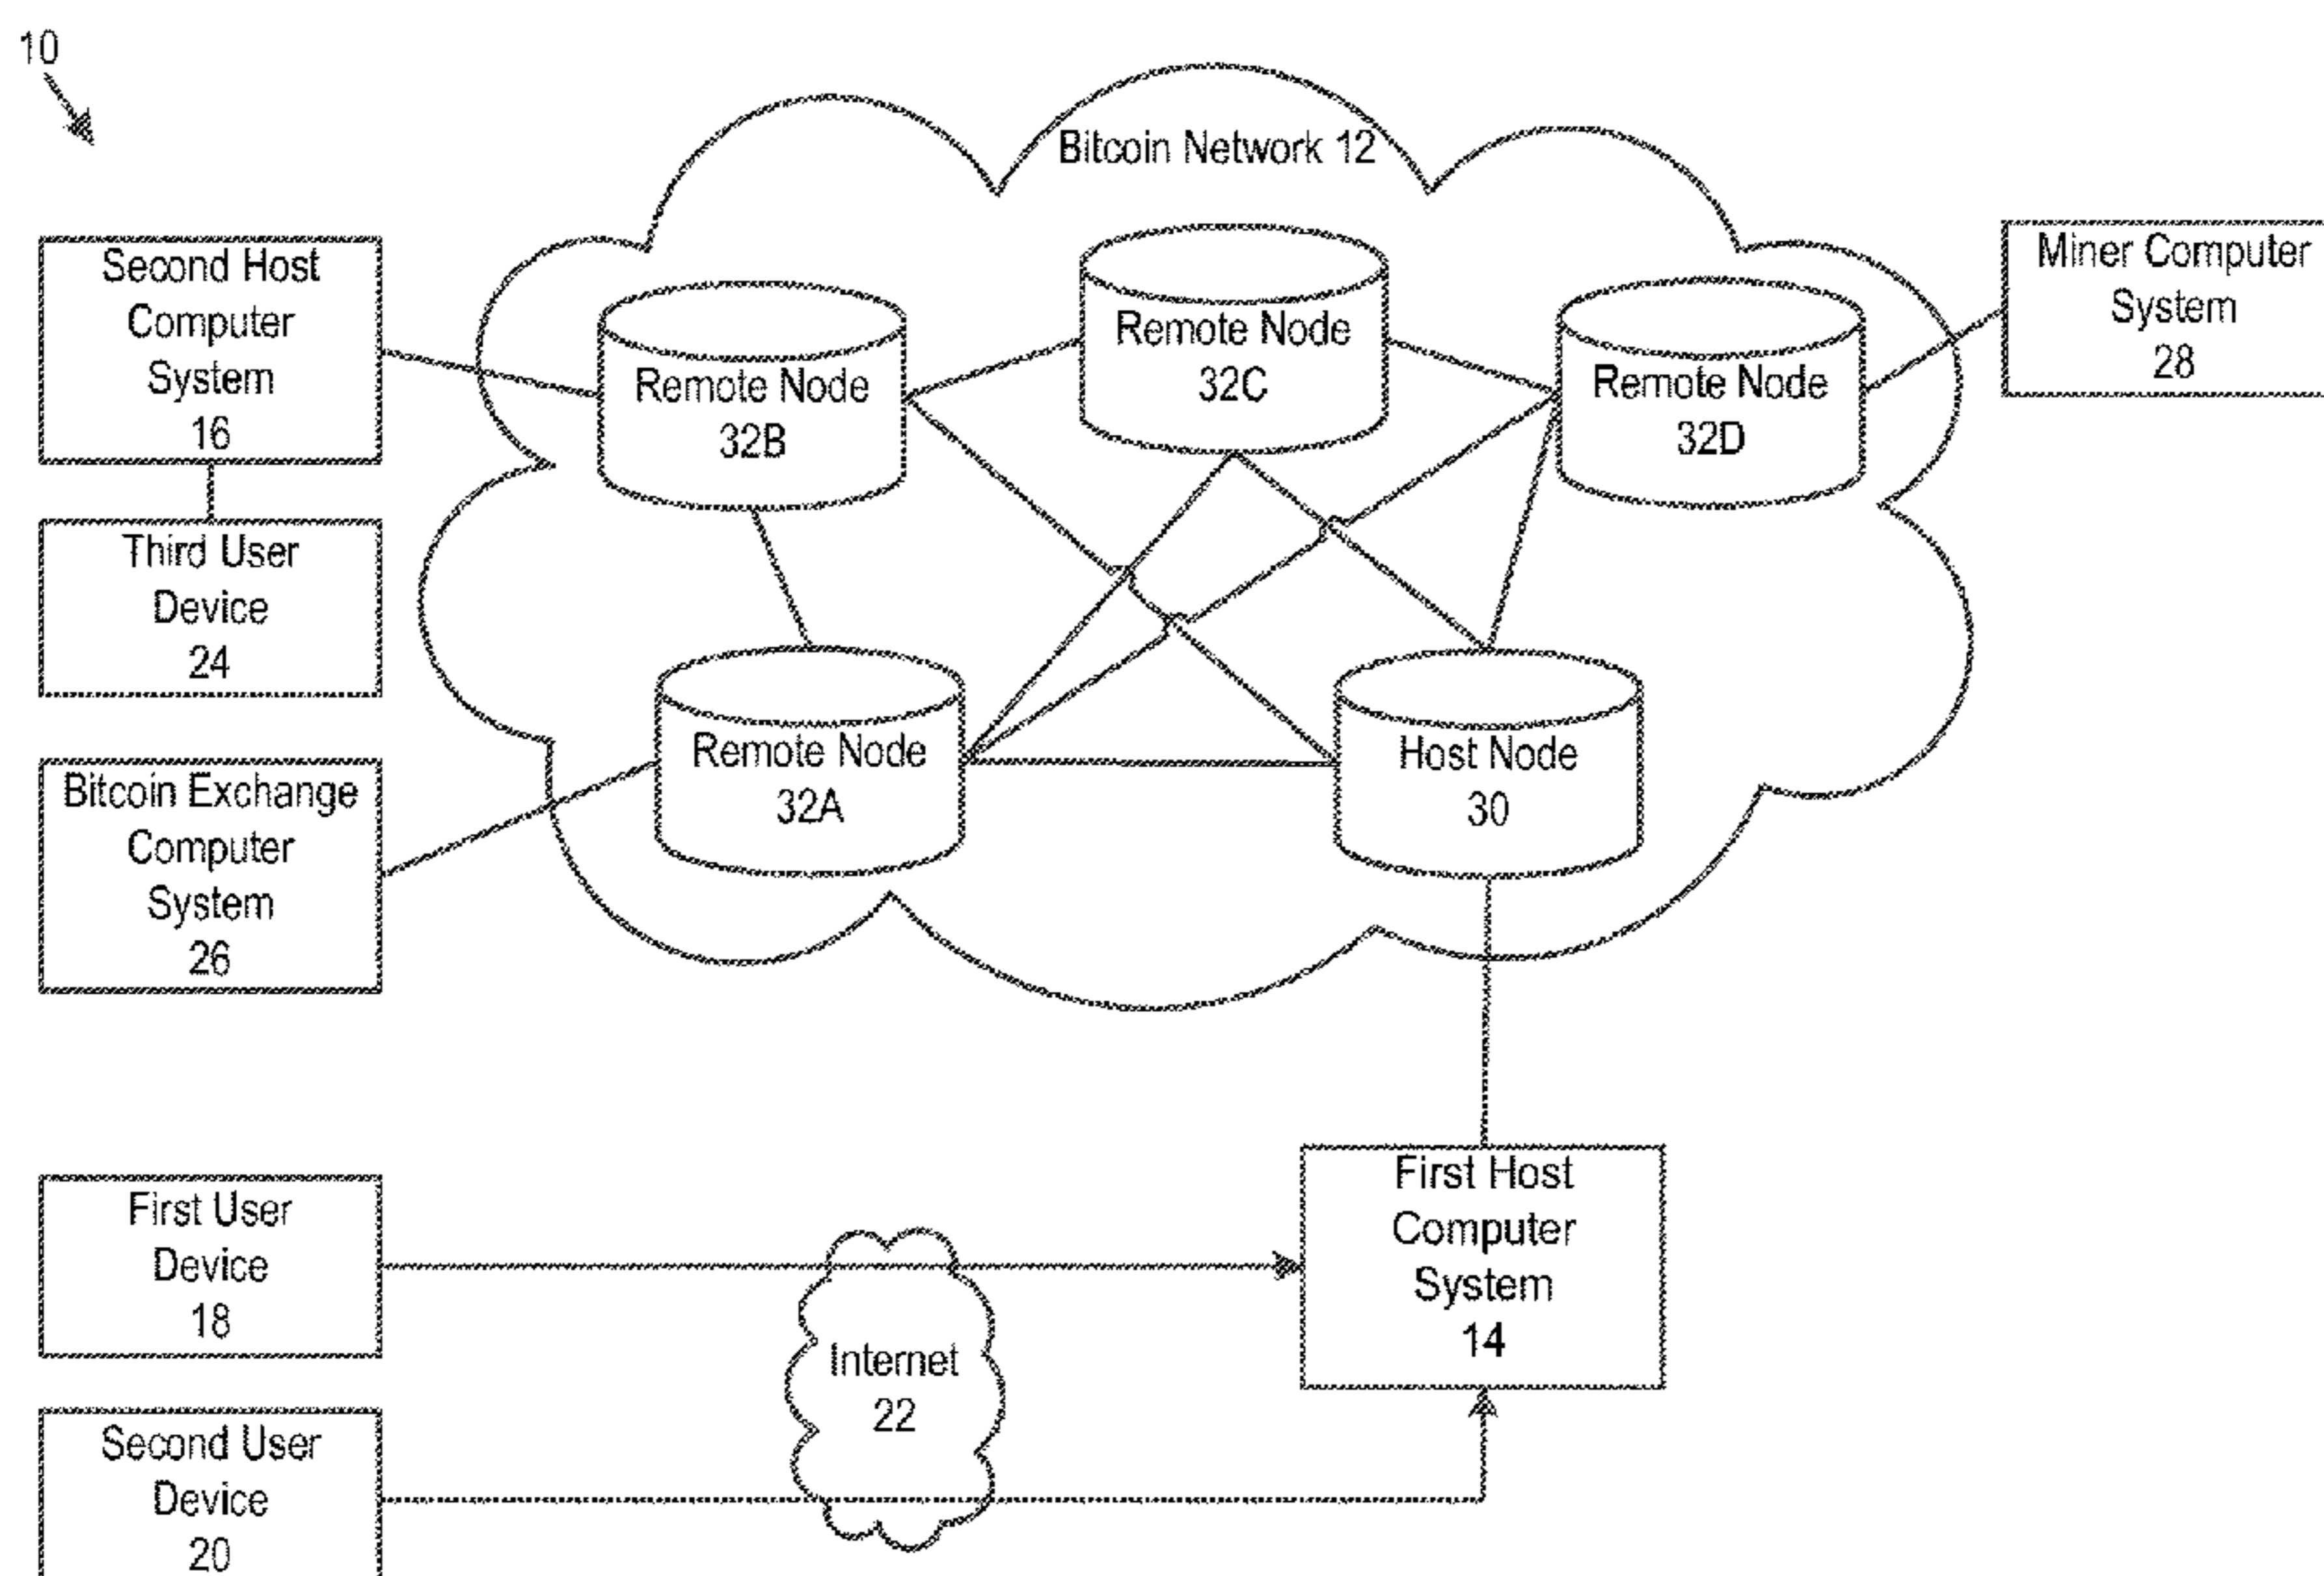 10
Bitcoin Network 12
Second Host
Computer
System
16
Remote Node
32B
Remote Node
32C
Remote Node
32D
Miner Computer
System
28
Third User
Device
24
Bitcoin Exchange
Computer
System
26
Remote Node
32A
Host Node
30
First User
Device
18
Internet
22
First Host
Computer
System
14
Second User
Device
20